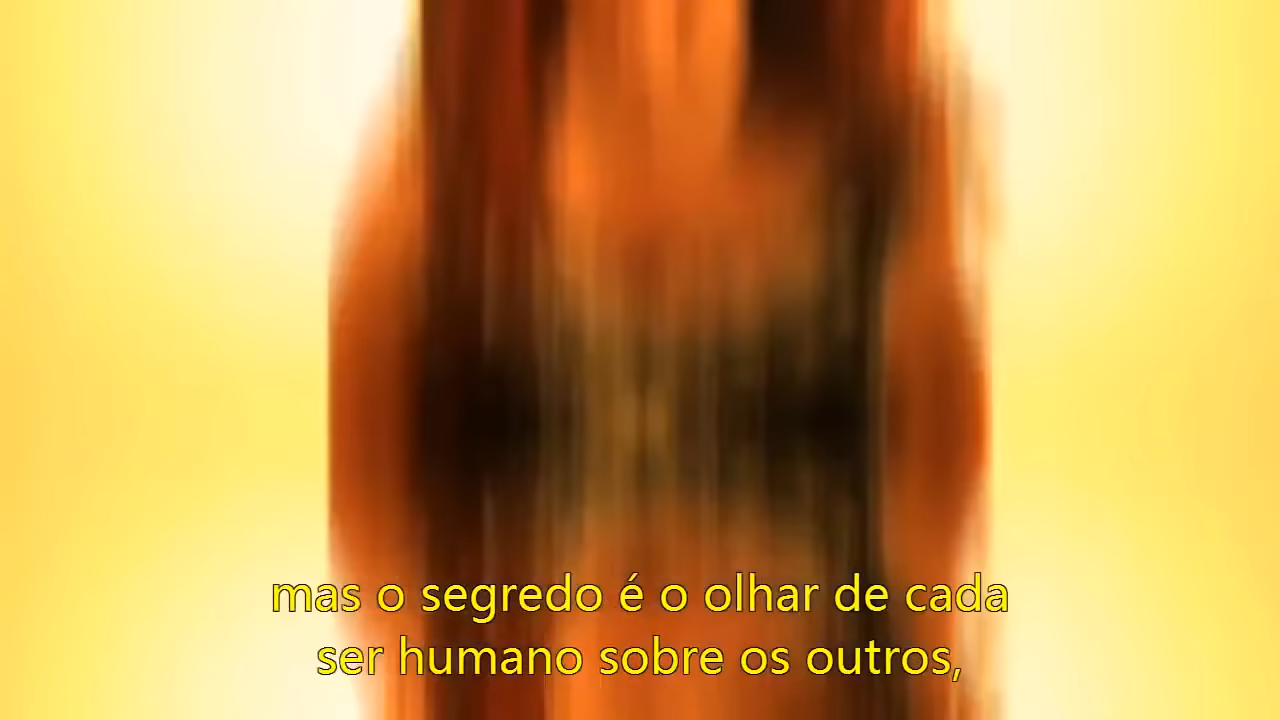 mas o segredo é o olhar de cada
ser humano sobre os outros,